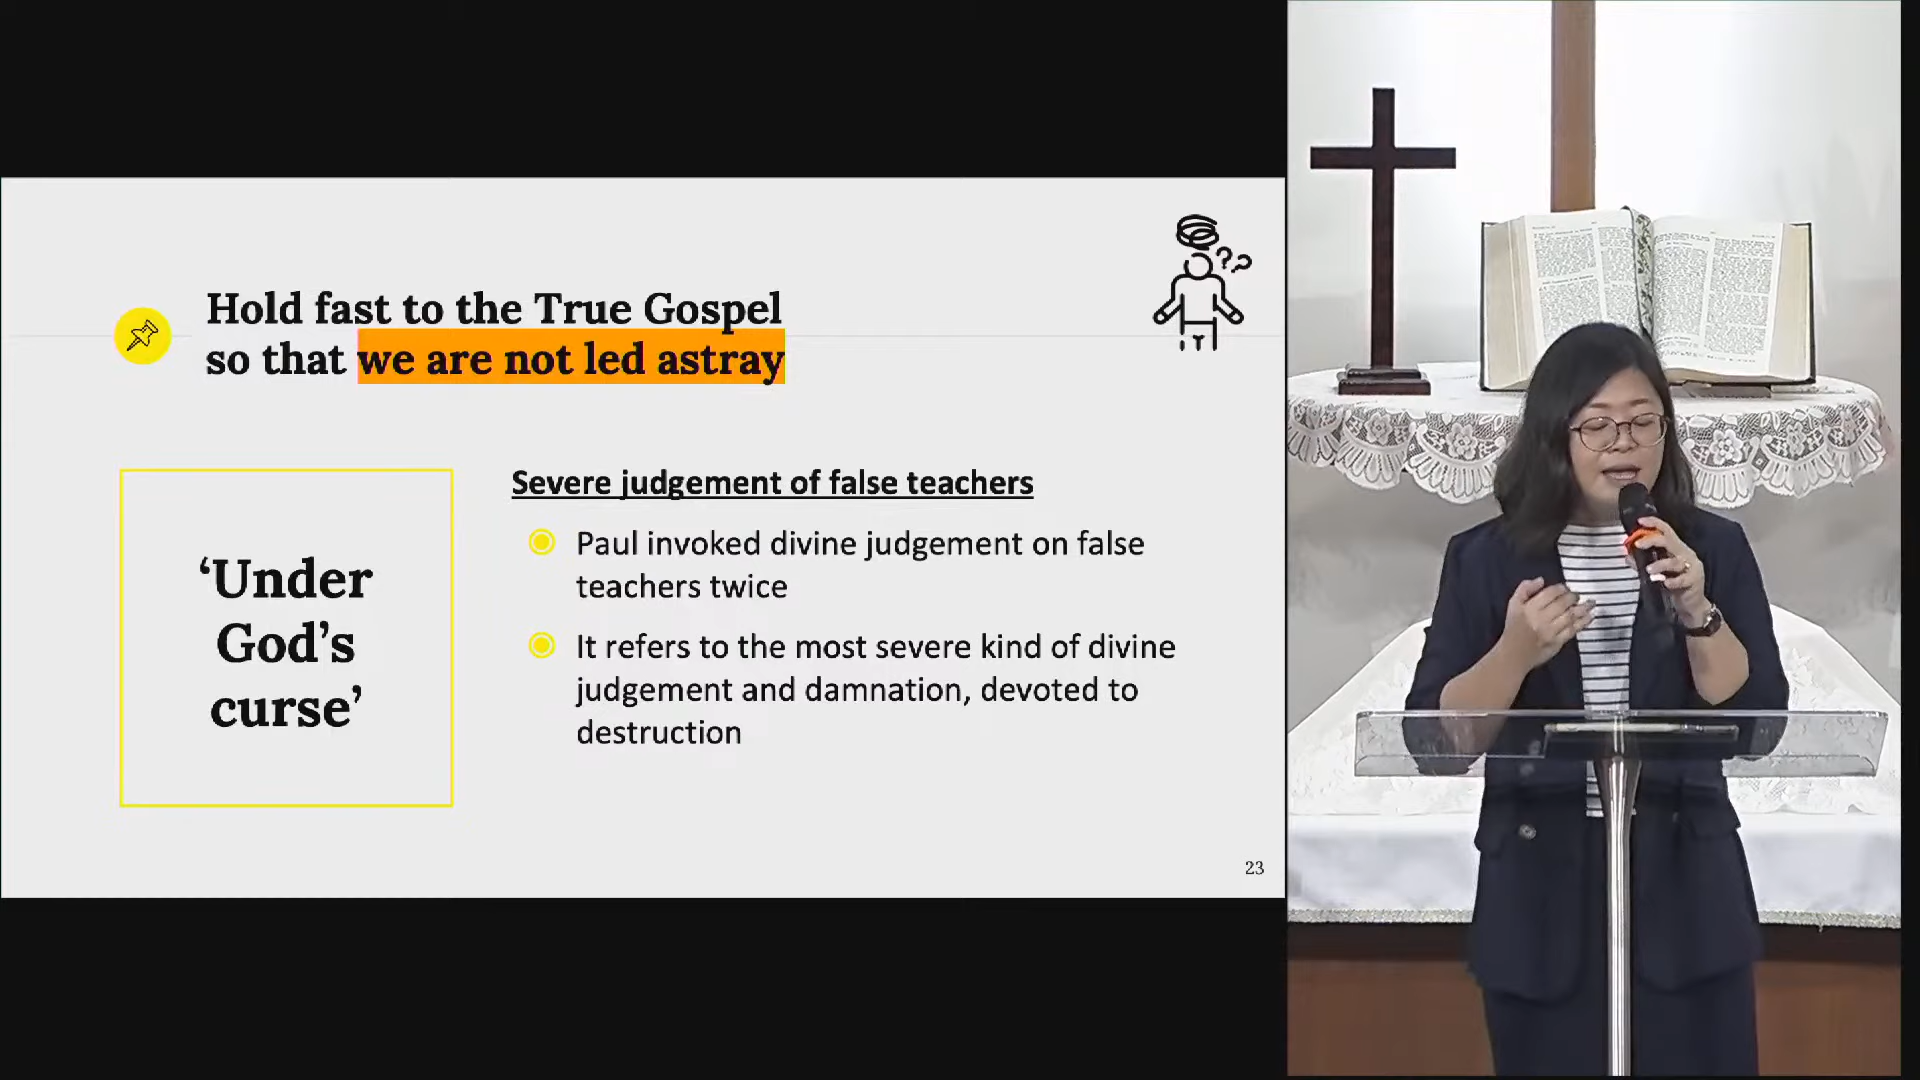 Hold fast to the True Gospel
so that we are not led astray
??
‘Under
God’s
curse’
Severe judgement of false teachers
Paul invoked divine judgement on false
teachers twice
It refers to the most severe kind of divine
judgement and damnation, devoted to
destruction
23